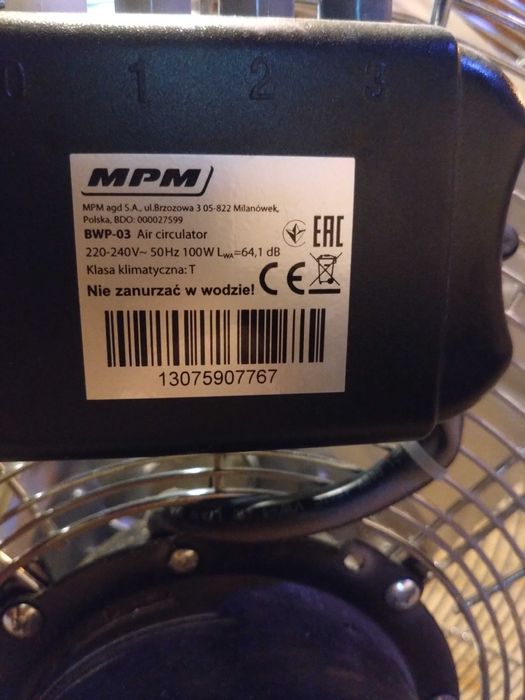 0 1 2 3
MPM
MPM agd S.A., ul.Brzozowa 3 05-822 Milanówek,
Polska, BDO: 000027599
BWP-03 Air circulator
EAC
220-240V~ 50Hz 100W LWA=64,1 dB
Klasa klimatyczna: T
CE
Nie zanurzać w wodzie!
13075907767